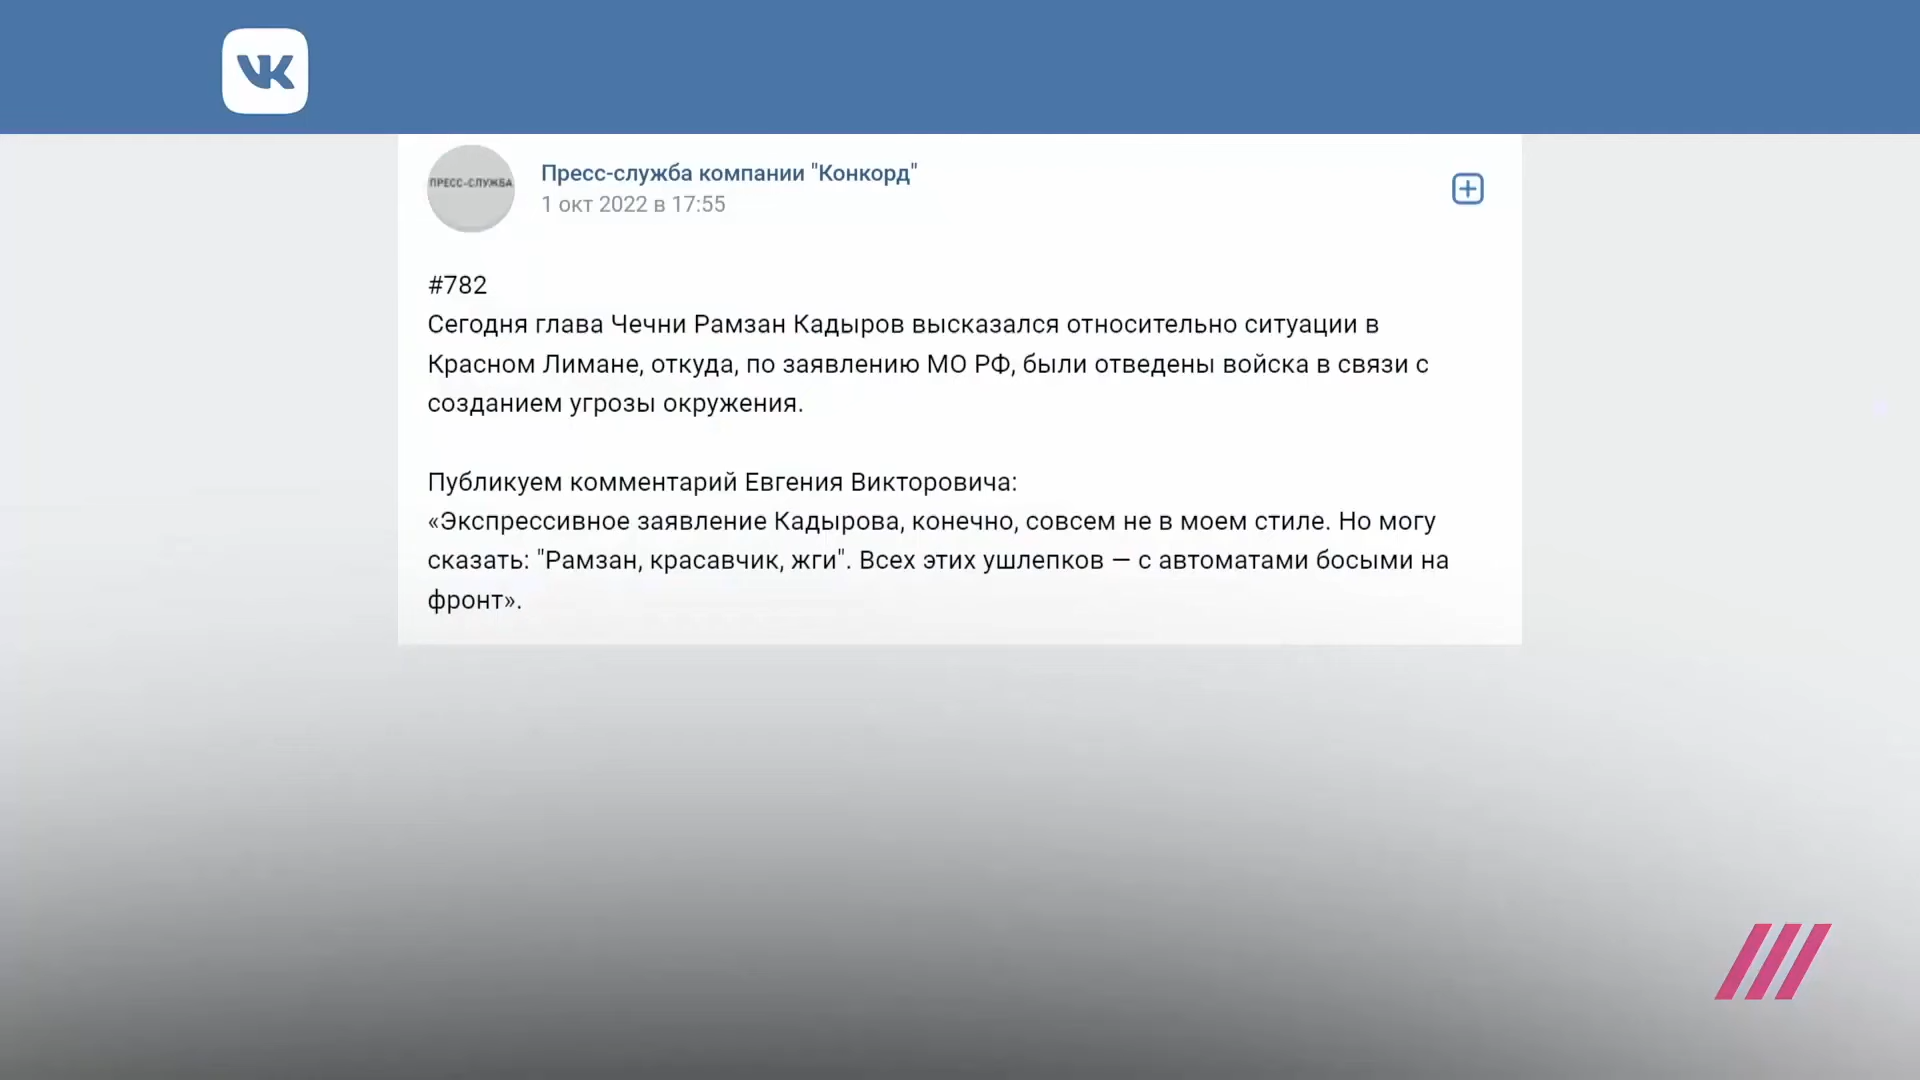 VK
ПРЕСС-СЛУЖБА
Пресс-служба компании "Конкорд"
1 окт 2022 в 17:55
#782
Сегодня глава Чечни Рамзан Кадыров высказался относительно ситуации в
Красном Лимане, откуда, по заявлению МО РФ, были отведены войска в связи с
созданием угрозы окружения.
Публикуем комментарий Евгения Викторовича:
«Экспрессивное заявление Кадырова, конечно, совсем не в моем стиле. Но могу
сказать: "Рамзан, красавчик, жги". Всех этих ушлепков — с автоматами босыми на
фронт».